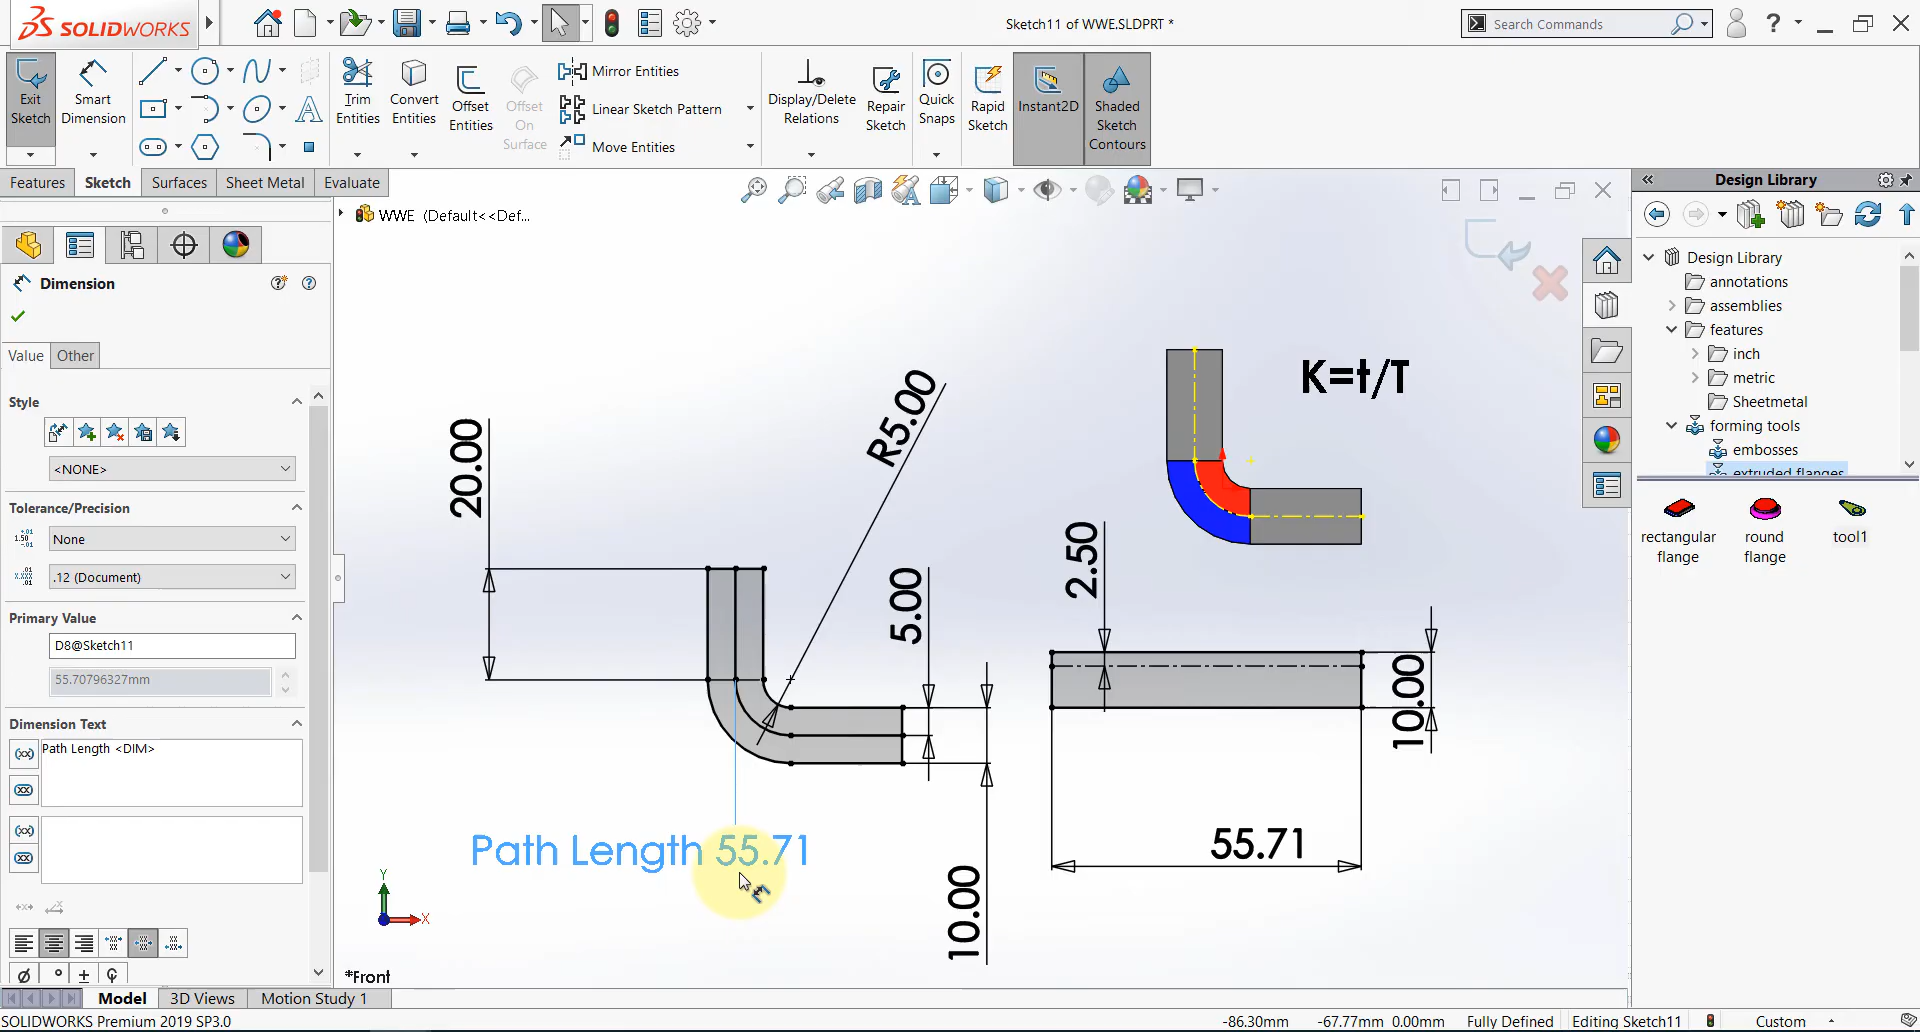 SOLIDWORKS
Sketch11 of WWE.SLDPRT *
Search Commands
?
Exit Sketch
Smart Dimension
Trim Entities
Convert Entities
Offset Entities
Offset On Surface
Mirror Entities
Linear Sketch Pattern
Move Entities
Display/Delete Relations
Repair Sketch
Quick Snaps
Rapid Sketch
Instant2D
Shaded Sketch Contours
Features
Sketch
Surfaces
Sheet Metal
Evaluate
WWE (Default<<Def...
Dimension
Value
Other
Style
<NONE>
Tolerance/Precision
None
.12 (Document)
Primary Value
D8@Sketch11
55.70796327mm
Dimension Text
Path Length <DIM>
20.00
R5.00
5.00
10.00
Path Length 55.71
K=t/T
2.50
10.00
55.71
Y
X
*Front
Design Library
Design Library
annotations
assemblies
features
inch
metric
Sheetmetal
forming tools
embosses
extruded flanges
rectangular flange
round flange
tool1
Model
3D Views
Motion Study 1
SOLIDWORKS Premium 2019 SP3.0
-86.30mm
-67.77mm 0.00mm
Fully Defined
Editing Sketch11
Custom